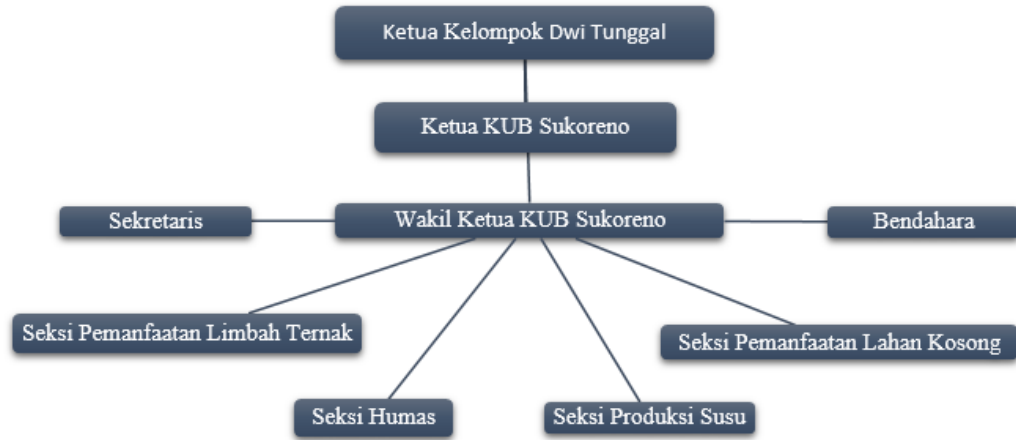 Ketua Kelompok Dwi Tunggal
Ketua KUB Sukoreno
Sekretaris
Wakil Ketua KUB Sukoreno
Bendahara
Seksi Pemanfaatan Limbah Ternak
Seksi Pemanfaatan Lahan Kosong
Seksi Humas
Seksi Produksi Susu